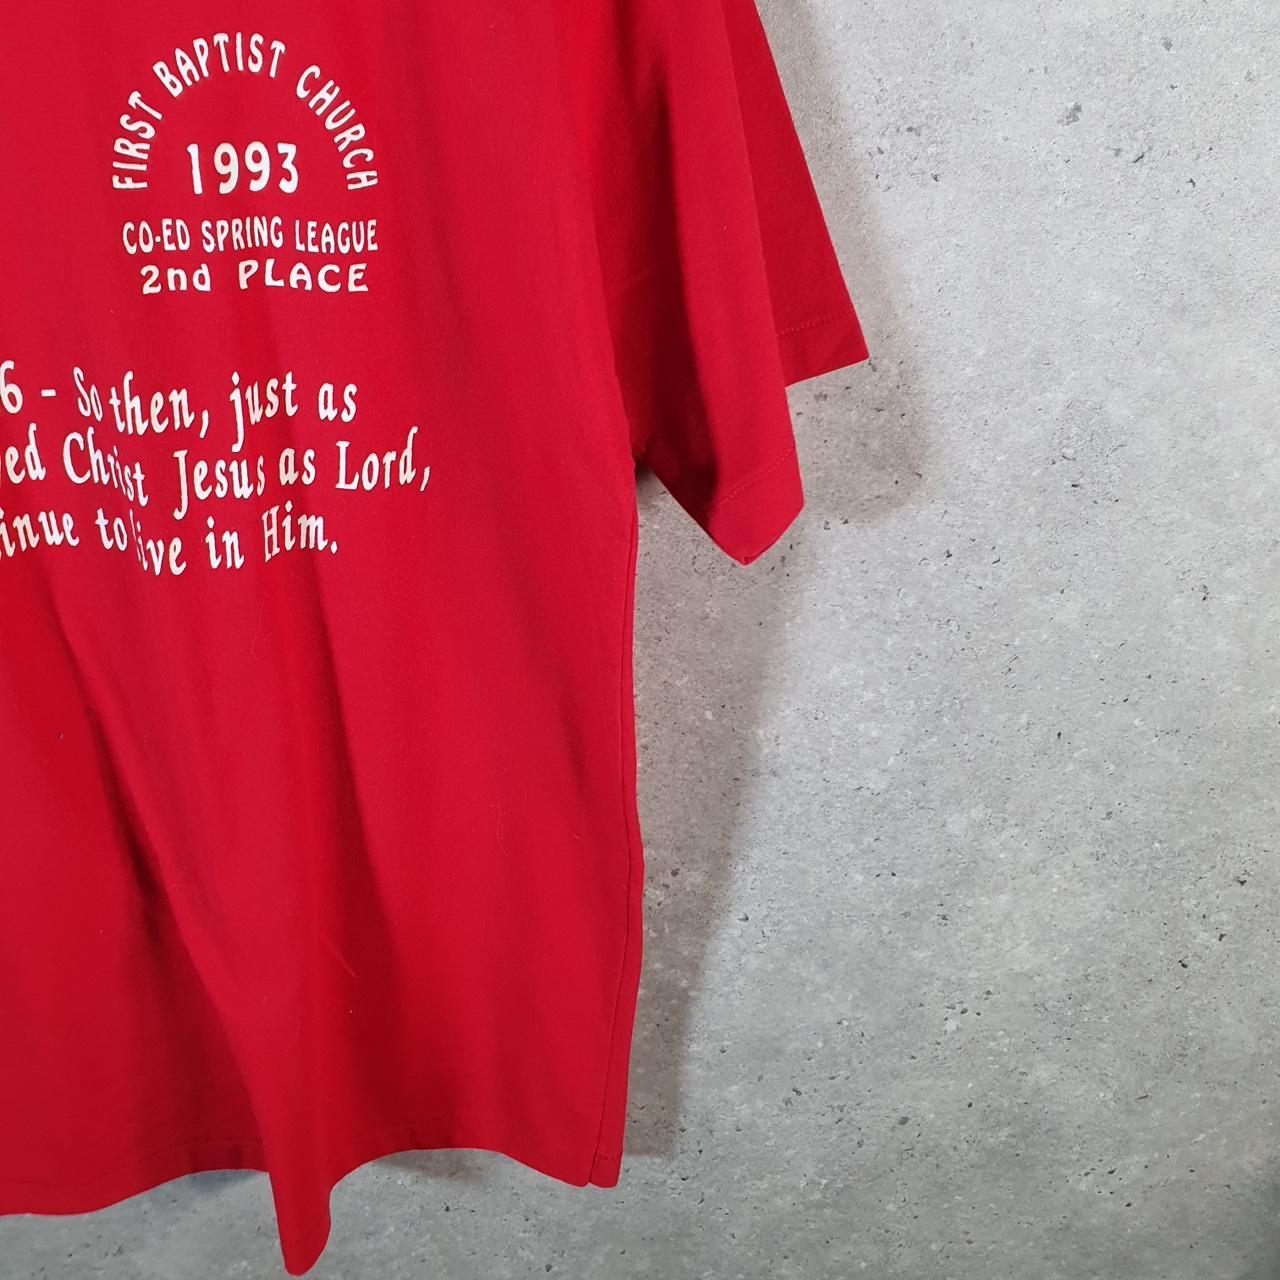 FIRST BAPTIST CHURCH
1993
CO-ED SPRING LEAGUE
2nd PLACE
6 - So then, just as
ed Christ Jesus as Lord,
inue to live in Him.